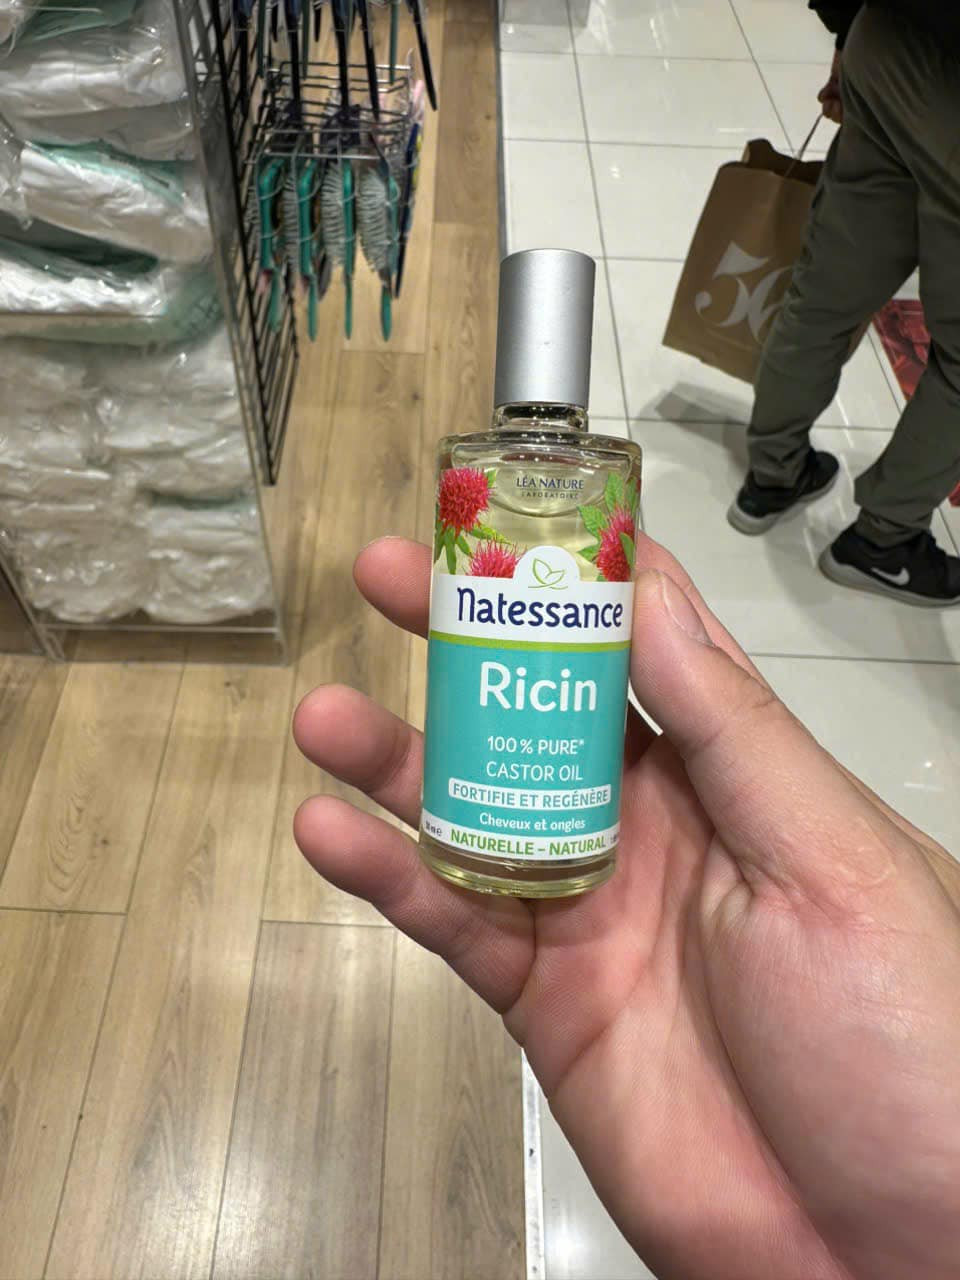 LÉA NATURE
LABORATOIRE
Natessance
Ricin
100 % PURE*
CASTOR OIL
FORTIFIE ET REGÉNÈRE
Cheveux et ongles
NATURELLE - NATURAL